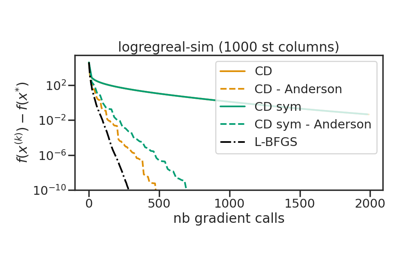 logregreal-sim (1000 st columns)
f(x^(k)) − f(x*)
10^2
10^−2
10^−6
10^−10
CD
CD - Anderson
CD sym
CD sym - Anderson
L-BFGS
0 500 1000 1500 2000
nb gradient calls